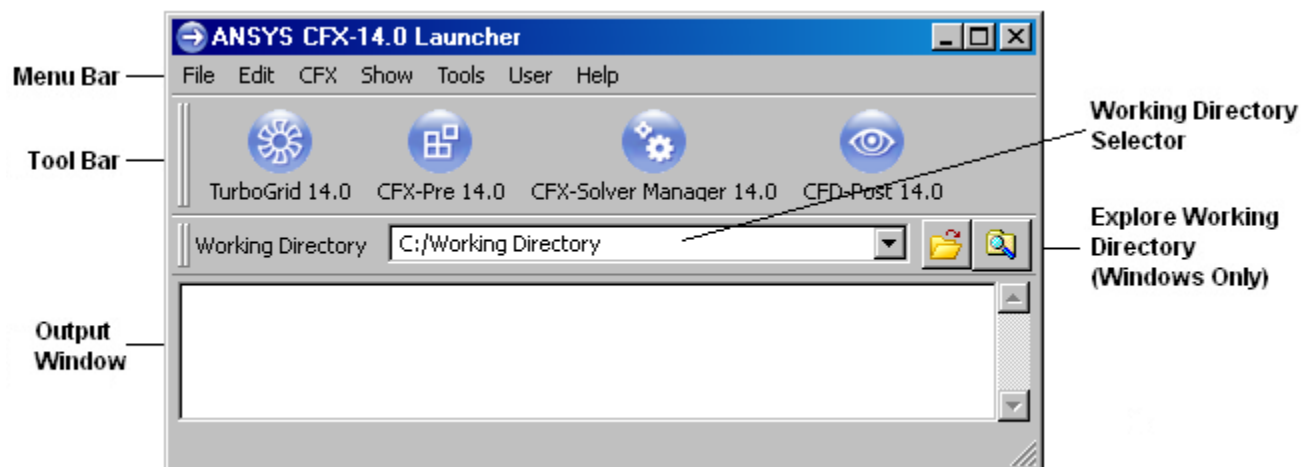 ANSYS CFX-14.0 Launcher
Menu Bar
File Edit CFX Show Tools User Help
Tool Bar
TurboGrid 14.0 CFX-Pre 14.0 CFX-Solver Manager 14.0 CFD-Post 14.0
Working Directory
Selector
Working Directory C:/Working Directory
Explore Working
Directory
(Windows Only)
Output
Window